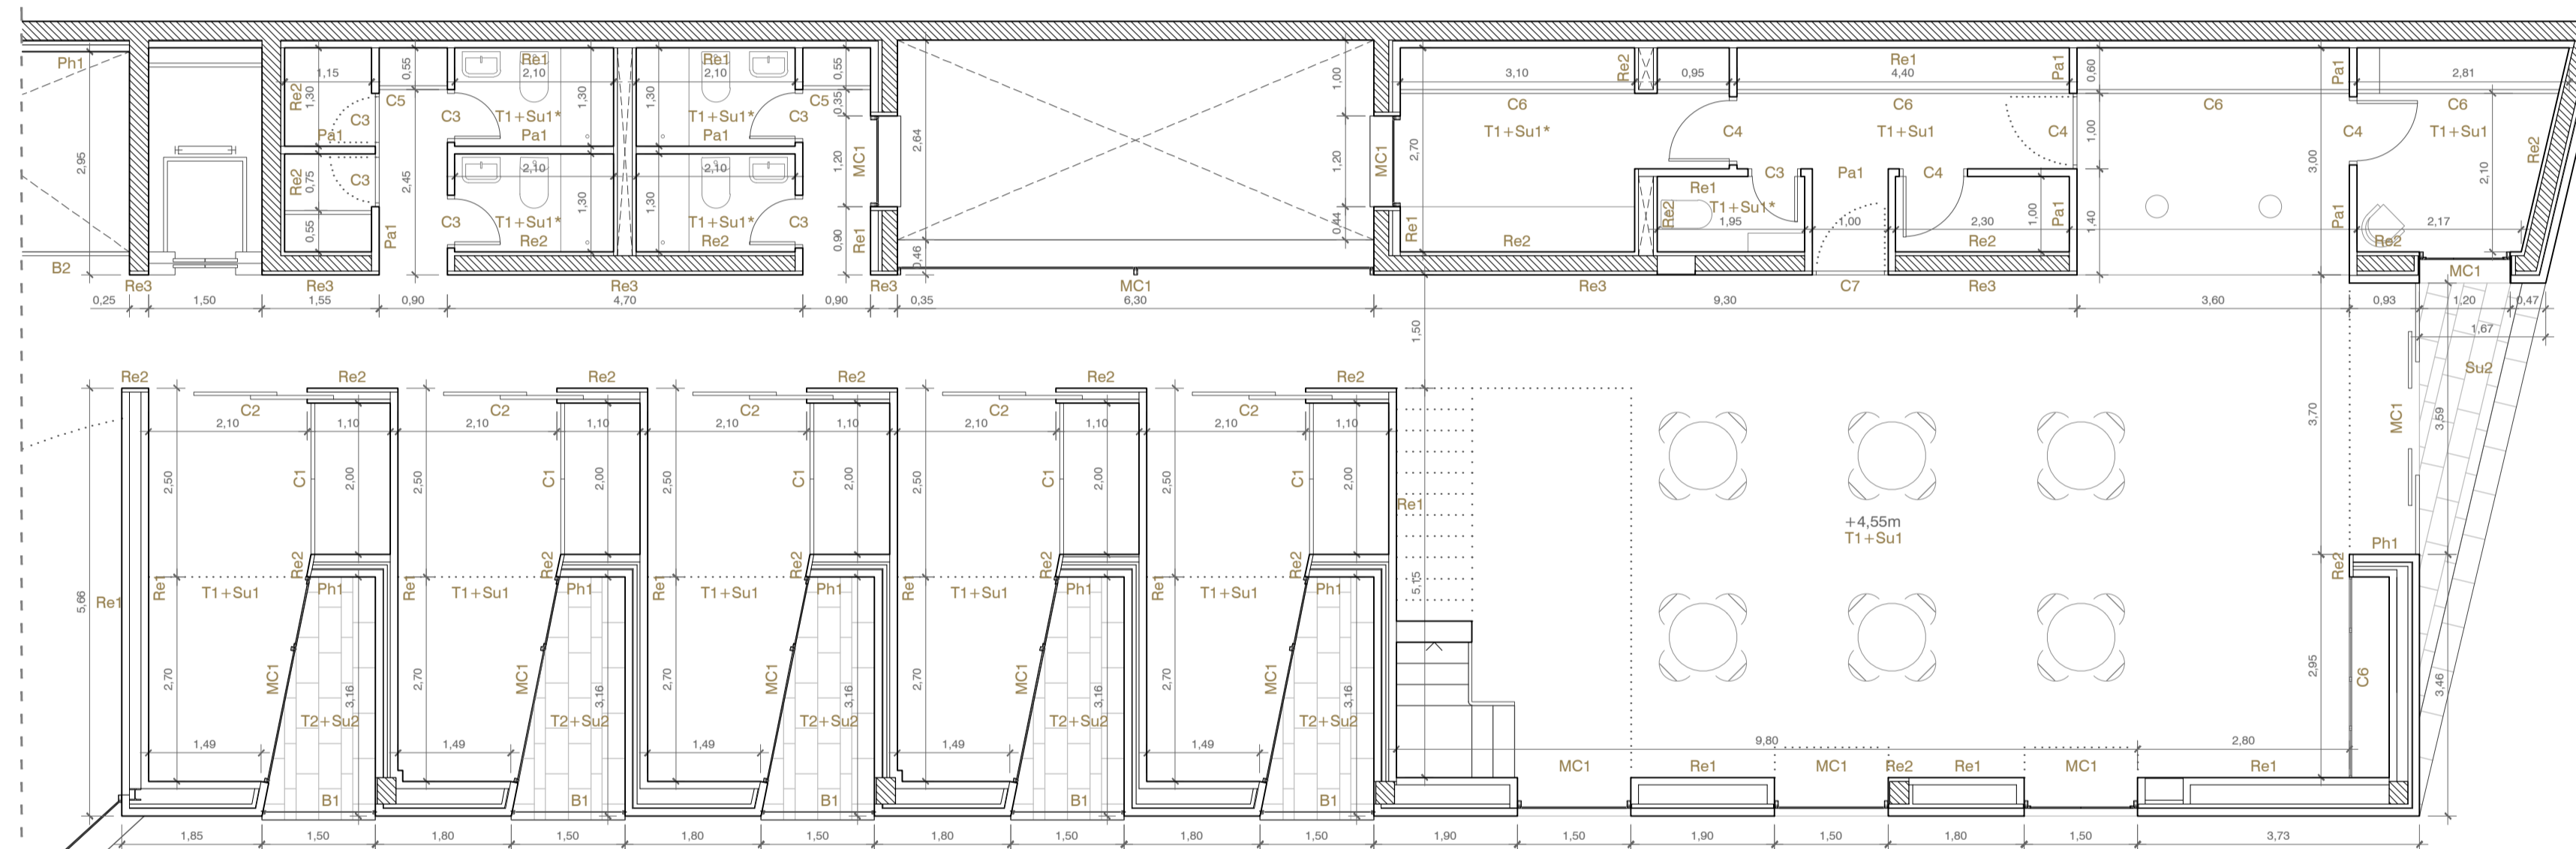 Ph1
Re1
Re1
Re1
Pa1
1,15
0,55
2,10
2,10
0,55
1,00
3,10
Re2
0,95
4,40
0,60
Pa1
2,81
Re2
1,30
C5
1,30
1,30
C5
0,35
C6
C6
C6
C6
C3
C3
T1+Su1*
T1+Su1*
C3
T1+Su1*
C4
T1+Su1
C4
1,00
C4
T1+Su1
Pa1
Pa1
Pa1
2,95
2,64
2,70
3,00
Re2
1,20
MC1
MC1
1,20
2,10
2,10
2,10
Re2
0,75
C3
2,45
C3
Pa1
C4
1,30
1,30
Re1
T1+Su1*
Re2
1,95
C3
T1+Su1*
T1+Su1*
C3
0,55
Pa1
Re2
Re2
0,90
Re1
0,44
0,46
Re1
Re2
1,00
2,30
1,00
Pa1
Re2
1,40
Pa1
Re2
2,17
B2
Re3
Re3
Re3
Re3
MC1
Re3
C7
Re3
MC1
0,25
1,50
1,55
0,90
4,70
0,90
0,35
6,30
9,30
3,60
0,93
1,20
0,47
1,50
1,67
Su2
Re2
Re2
Re2
Re2
Re2
Re2
C2
C2
C2
C2
C2
2,10
1,10
2,10
1,10
2,10
1,10
2,10
1,10
2,10
1,10
3,70
MC1
3,59
2,50
C1
2,00
2,50
C1
2,00
2,50
C1
2,00
2,50
C1
2,00
2,50
C1
2,00
Re1
+4,55m
T1+Su1
Ph1
Re2
5,66
Re1
Re1
T1+Su1
Re2
Ph1
Re1
T1+Su1
Re2
Ph1
Re1
T1+Su1
Re2
Ph1
Re1
T1+Su1
Re2
Ph1
Re1
T1+Su1
Re2
Ph1
5,15
2,70
MC1
3,16
2,70
MC1
3,16
2,70
MC1
3,16
2,70
MC1
3,16
2,70
MC1
3,16
2,95
C6
3,46
T2+Su2
T2+Su2
T2+Su2
T2+Su2
T2+Su2
1,49
1,49
1,49
1,49
1,49
9,80
2,80
MC1
Re1
MC1
Re2
Re1
MC1
Re1
B1
B1
B1
B1
B1
1,85
1,50
1,80
1,50
1,80
1,50
1,80
1,50
1,80
1,50
1,90
1,50
1,90
1,50
1,80
1,50
3,73